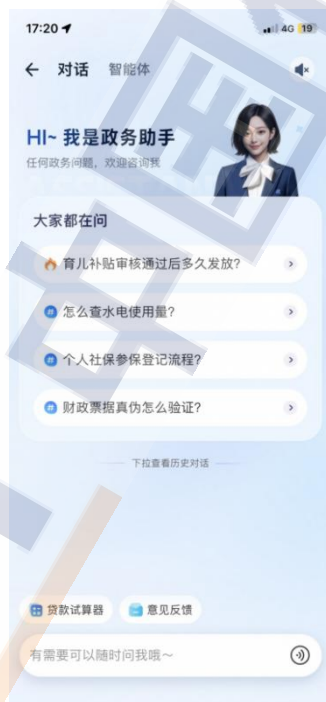 17:20
4G 19
对话 智能体
HI~ 我是政务助手
任何政务问题，欢迎咨询我
大家都在问
育儿补贴审核通过后多久发放？
怎么查水电使用量？
个人社保参保登记流程？
财政票据真伪怎么验证？
下拉查看历史对话
贷款试算器 意见反馈
有需要可以随时问我哦～